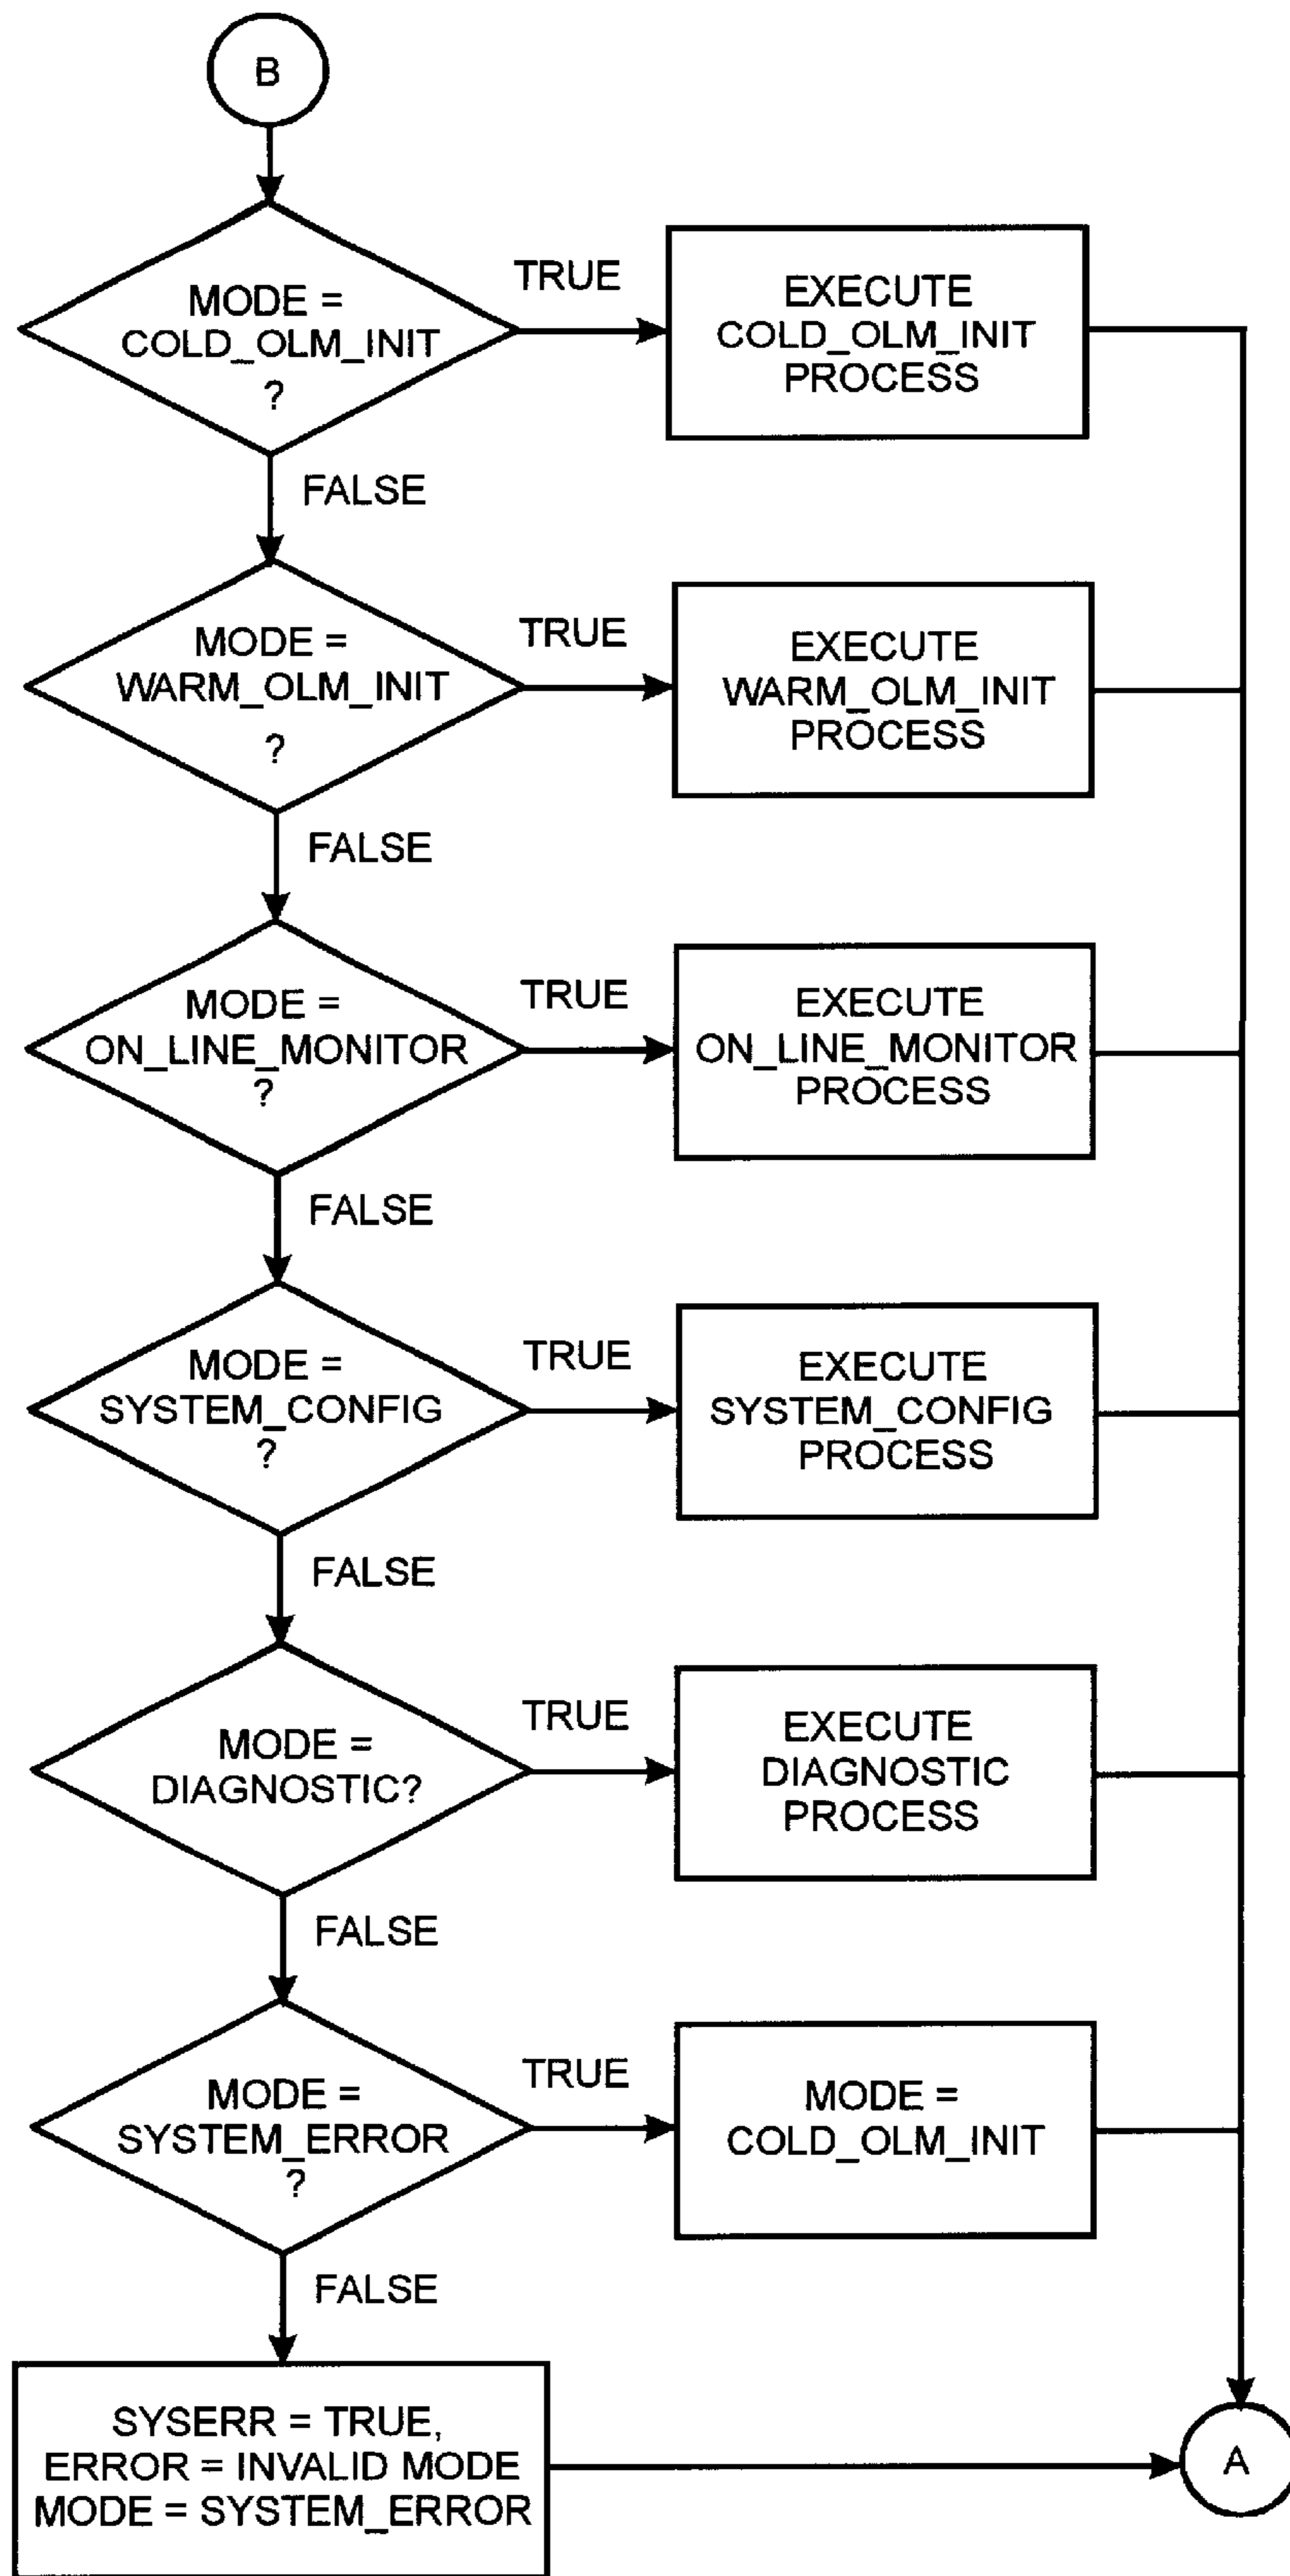 B
MODE =
COLD_OLM_INIT
?
TRUE
EXECUTE
COLD_OLM_INIT
PROCESS
FALSE
MODE =
WARM_OLM_INIT
?
TRUE
EXECUTE
WARM_OLM_INIT
PROCESS
FALSE
MODE =
ON_LINE_MONITOR
?
TRUE
EXECUTE
ON_LINE_MONITOR
PROCESS
FALSE
MODE =
SYSTEM_CONFIG
?
TRUE
EXECUTE
SYSTEM_CONFIG
PROCESS
FALSE
MODE =
DIAGNOSTIC?
TRUE
EXECUTE
DIAGNOSTIC
PROCESS
FALSE
MODE =
SYSTEM_ERROR
?
TRUE
MODE =
COLD_OLM_INIT
FALSE
SYSERR = TRUE,
ERROR = INVALID MODE
MODE = SYSTEM_ERROR
A